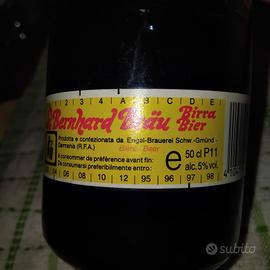 2 3 4 A B C D E
Bernhard Bräu Birra
Bier
Prodotta e confezionata da Engel-Brauerei Schw.-Gmünd -
Germania (R.F.A.)
Bière - Beer
à consommer de préférence avant fin:
Da consumarsi preferibilmente entro:
e 50 cl P11
alc. 5% vol.
04 06 08 10 12 95 96 97 98
subito